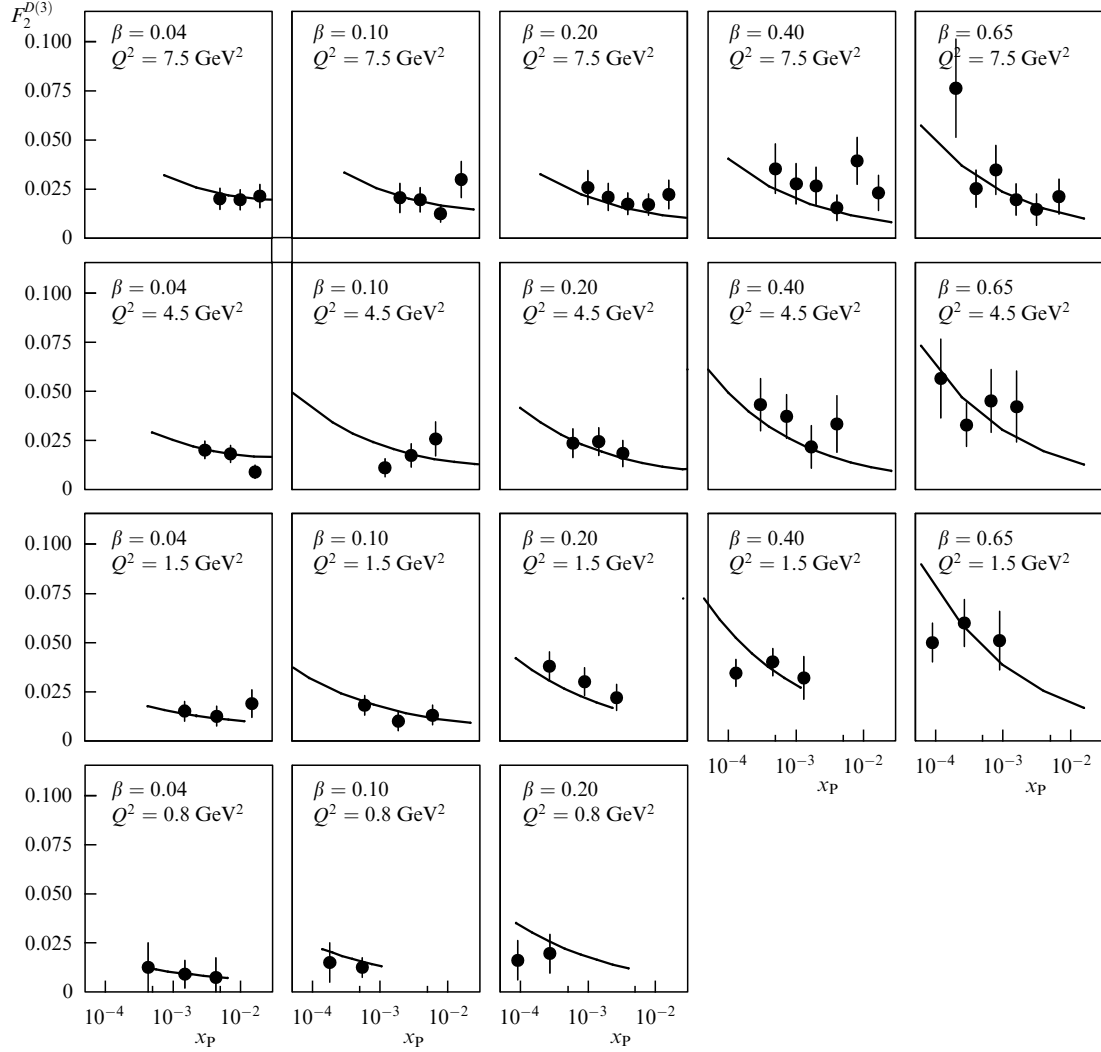 F₂^{D(3)}
β = 0.04 β = 0.10 β = 0.20 β = 0.40 β = 0.65
Q² = 7.5 GeV² Q² = 7.5 GeV² Q² = 7.5 GeV² Q² = 7.5 GeV² Q² = 7.5 GeV²
0.100
0.075
0.050
0.025
0
β = 0.04 β = 0.10 β = 0.20 β = 0.40 β = 0.65
Q² = 4.5 GeV² Q² = 4.5 GeV² Q² = 4.5 GeV² Q² = 4.5 GeV² Q² = 4.5 GeV²
0.100
0.075
0.050
0.025
0
β = 0.04 β = 0.10 β = 0.20 β = 0.40 β = 0.65
Q² = 1.5 GeV² Q² = 1.5 GeV² Q² = 1.5 GeV² Q² = 1.5 GeV² Q² = 1.5 GeV²
0.100
0.075
0.050
0.025
0
10⁻⁴ 10⁻³ 10⁻² 10⁻⁴ 10⁻³ 10⁻²
x_P x_P
β = 0.04 β = 0.10 β = 0.20
Q² = 0.8 GeV² Q² = 0.8 GeV² Q² = 0.8 GeV²
0.100
0.075
0.050
0.025
0
10⁻⁴ 10⁻³ 10⁻² 10⁻⁴ 10⁻³ 10⁻² 10⁻⁴ 10⁻³ 10⁻²
x_P x_P x_P